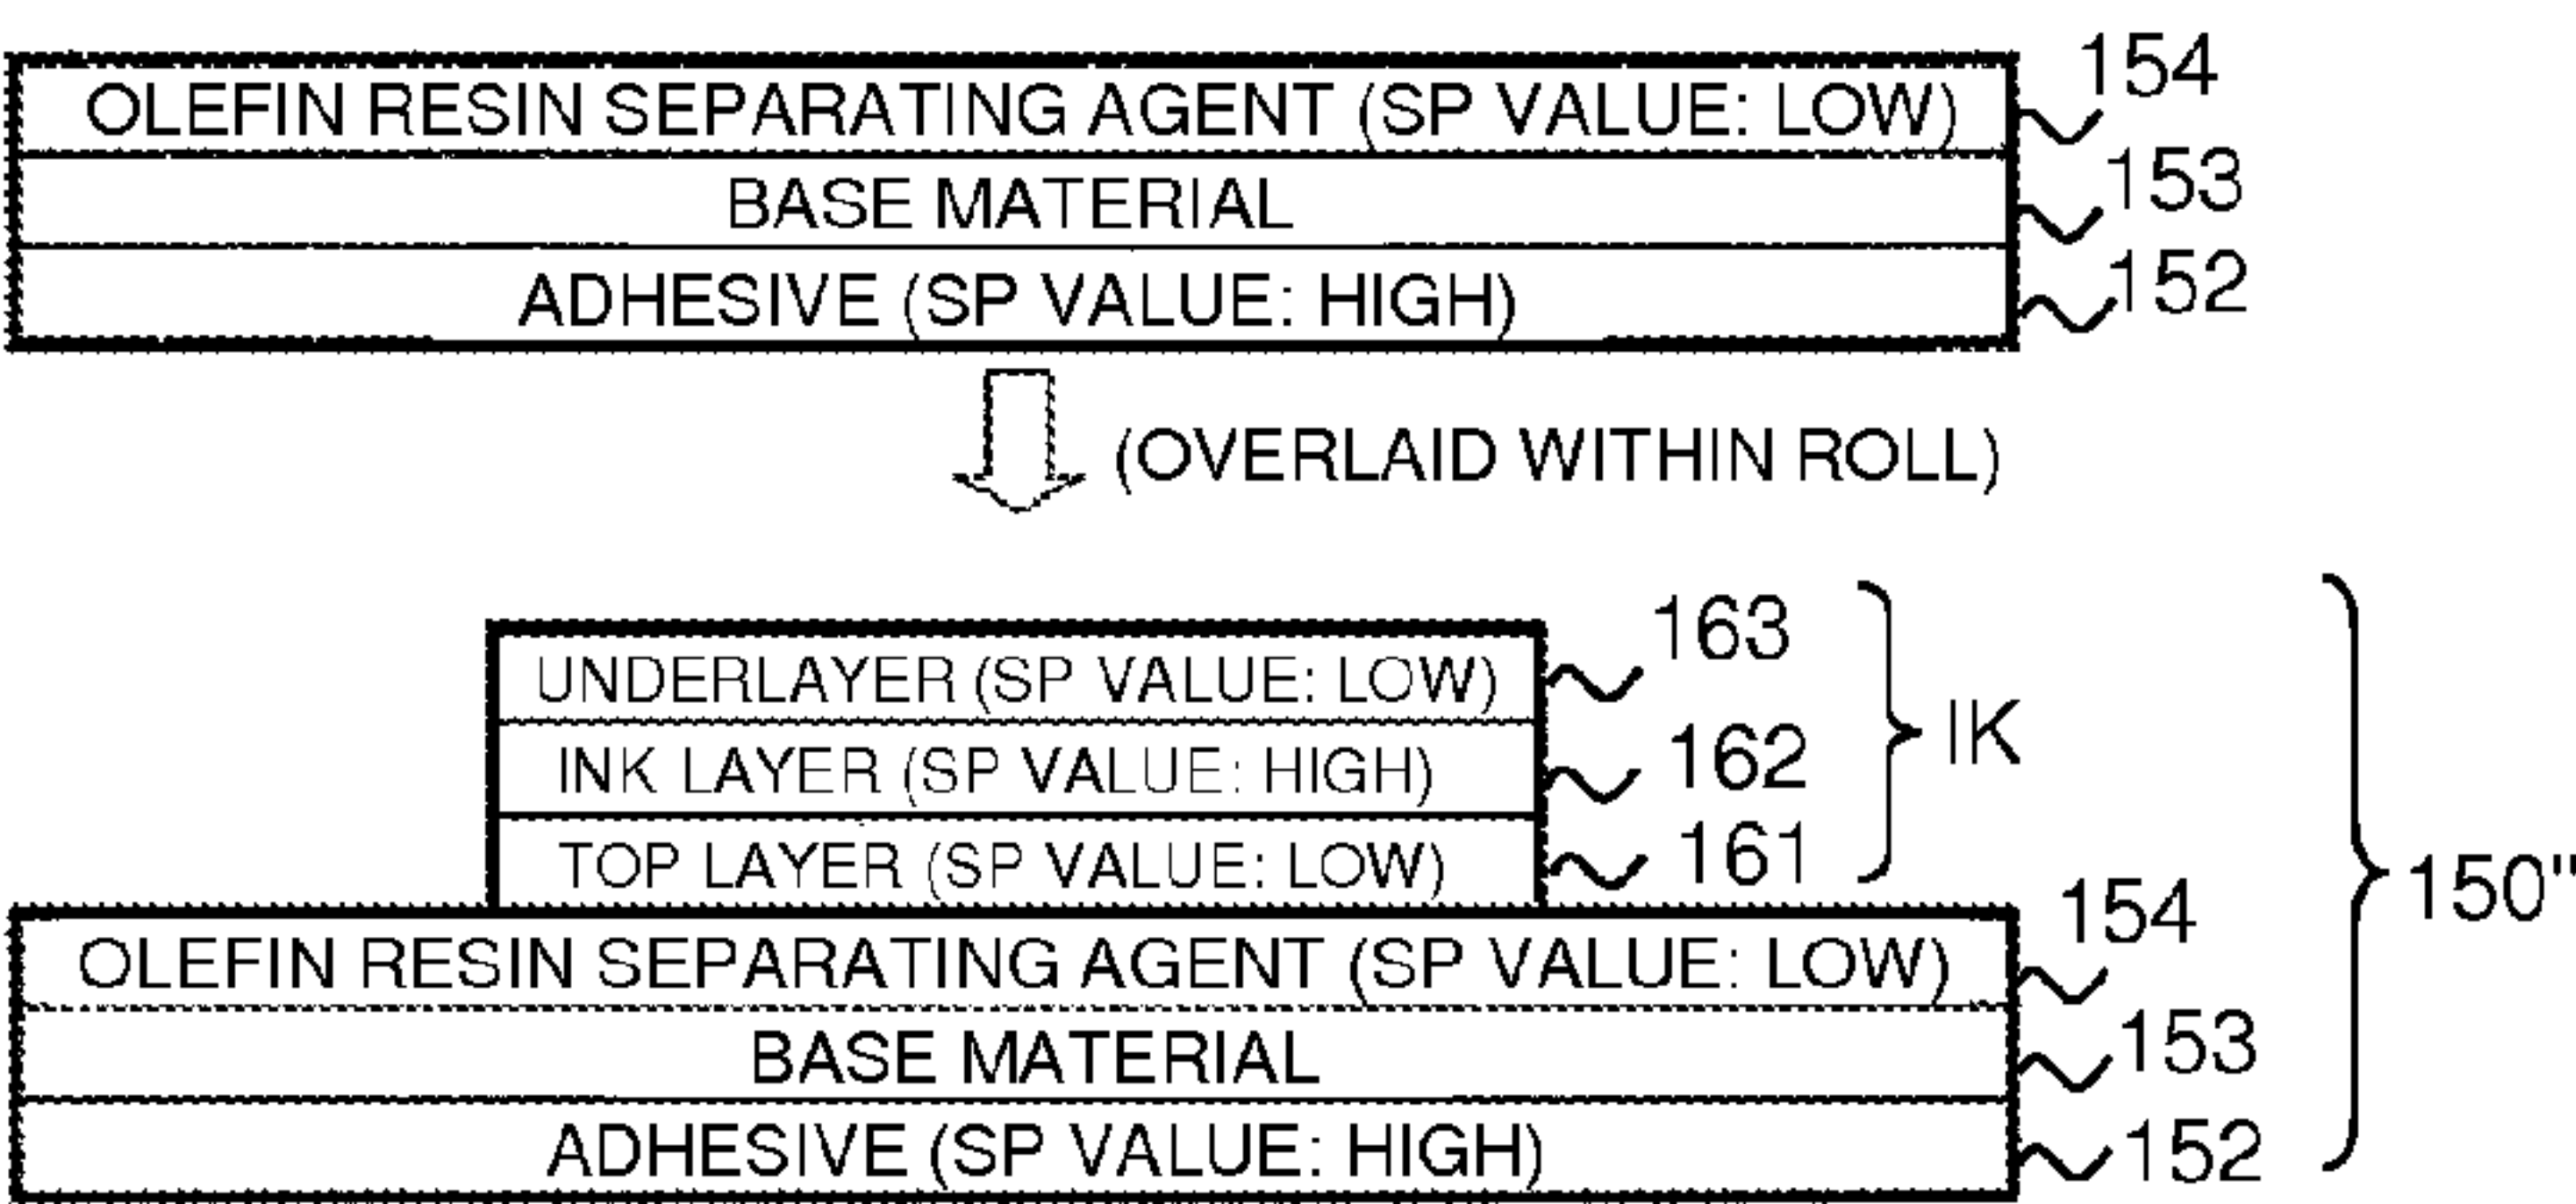 OLEFIN RESIN SEPARATING AGENT (SP VALUE: LOW) 154
BASE MATERIAL 153
ADHESIVE (SP VALUE: HIGH) 152
(OVERLAID WITHIN ROLL)
UNDERLAYER (SP VALUE: LOW) 163
INK LAYER (SP VALUE: HIGH) 162
IK
TOP LAYER (SP VALUE: LOW) 161
150"
OLEFIN RESIN SEPARATING AGENT (SP VALUE: LOW) 154
BASE MATERIAL 153
ADHESIVE (SP VALUE: HIGH) 152